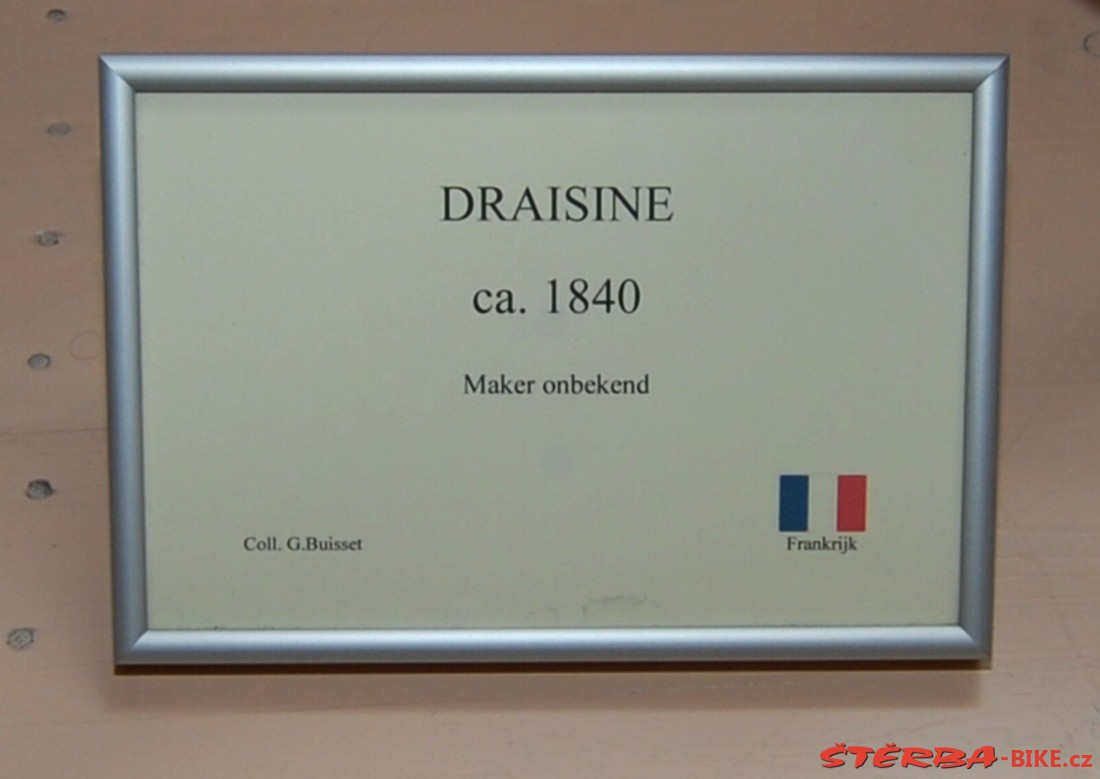 DRAISINE
ca. 1840
Maker onbekend
Coll. G.Buisset
Frankrijk
ŠTĚRBA-BIKE.cz